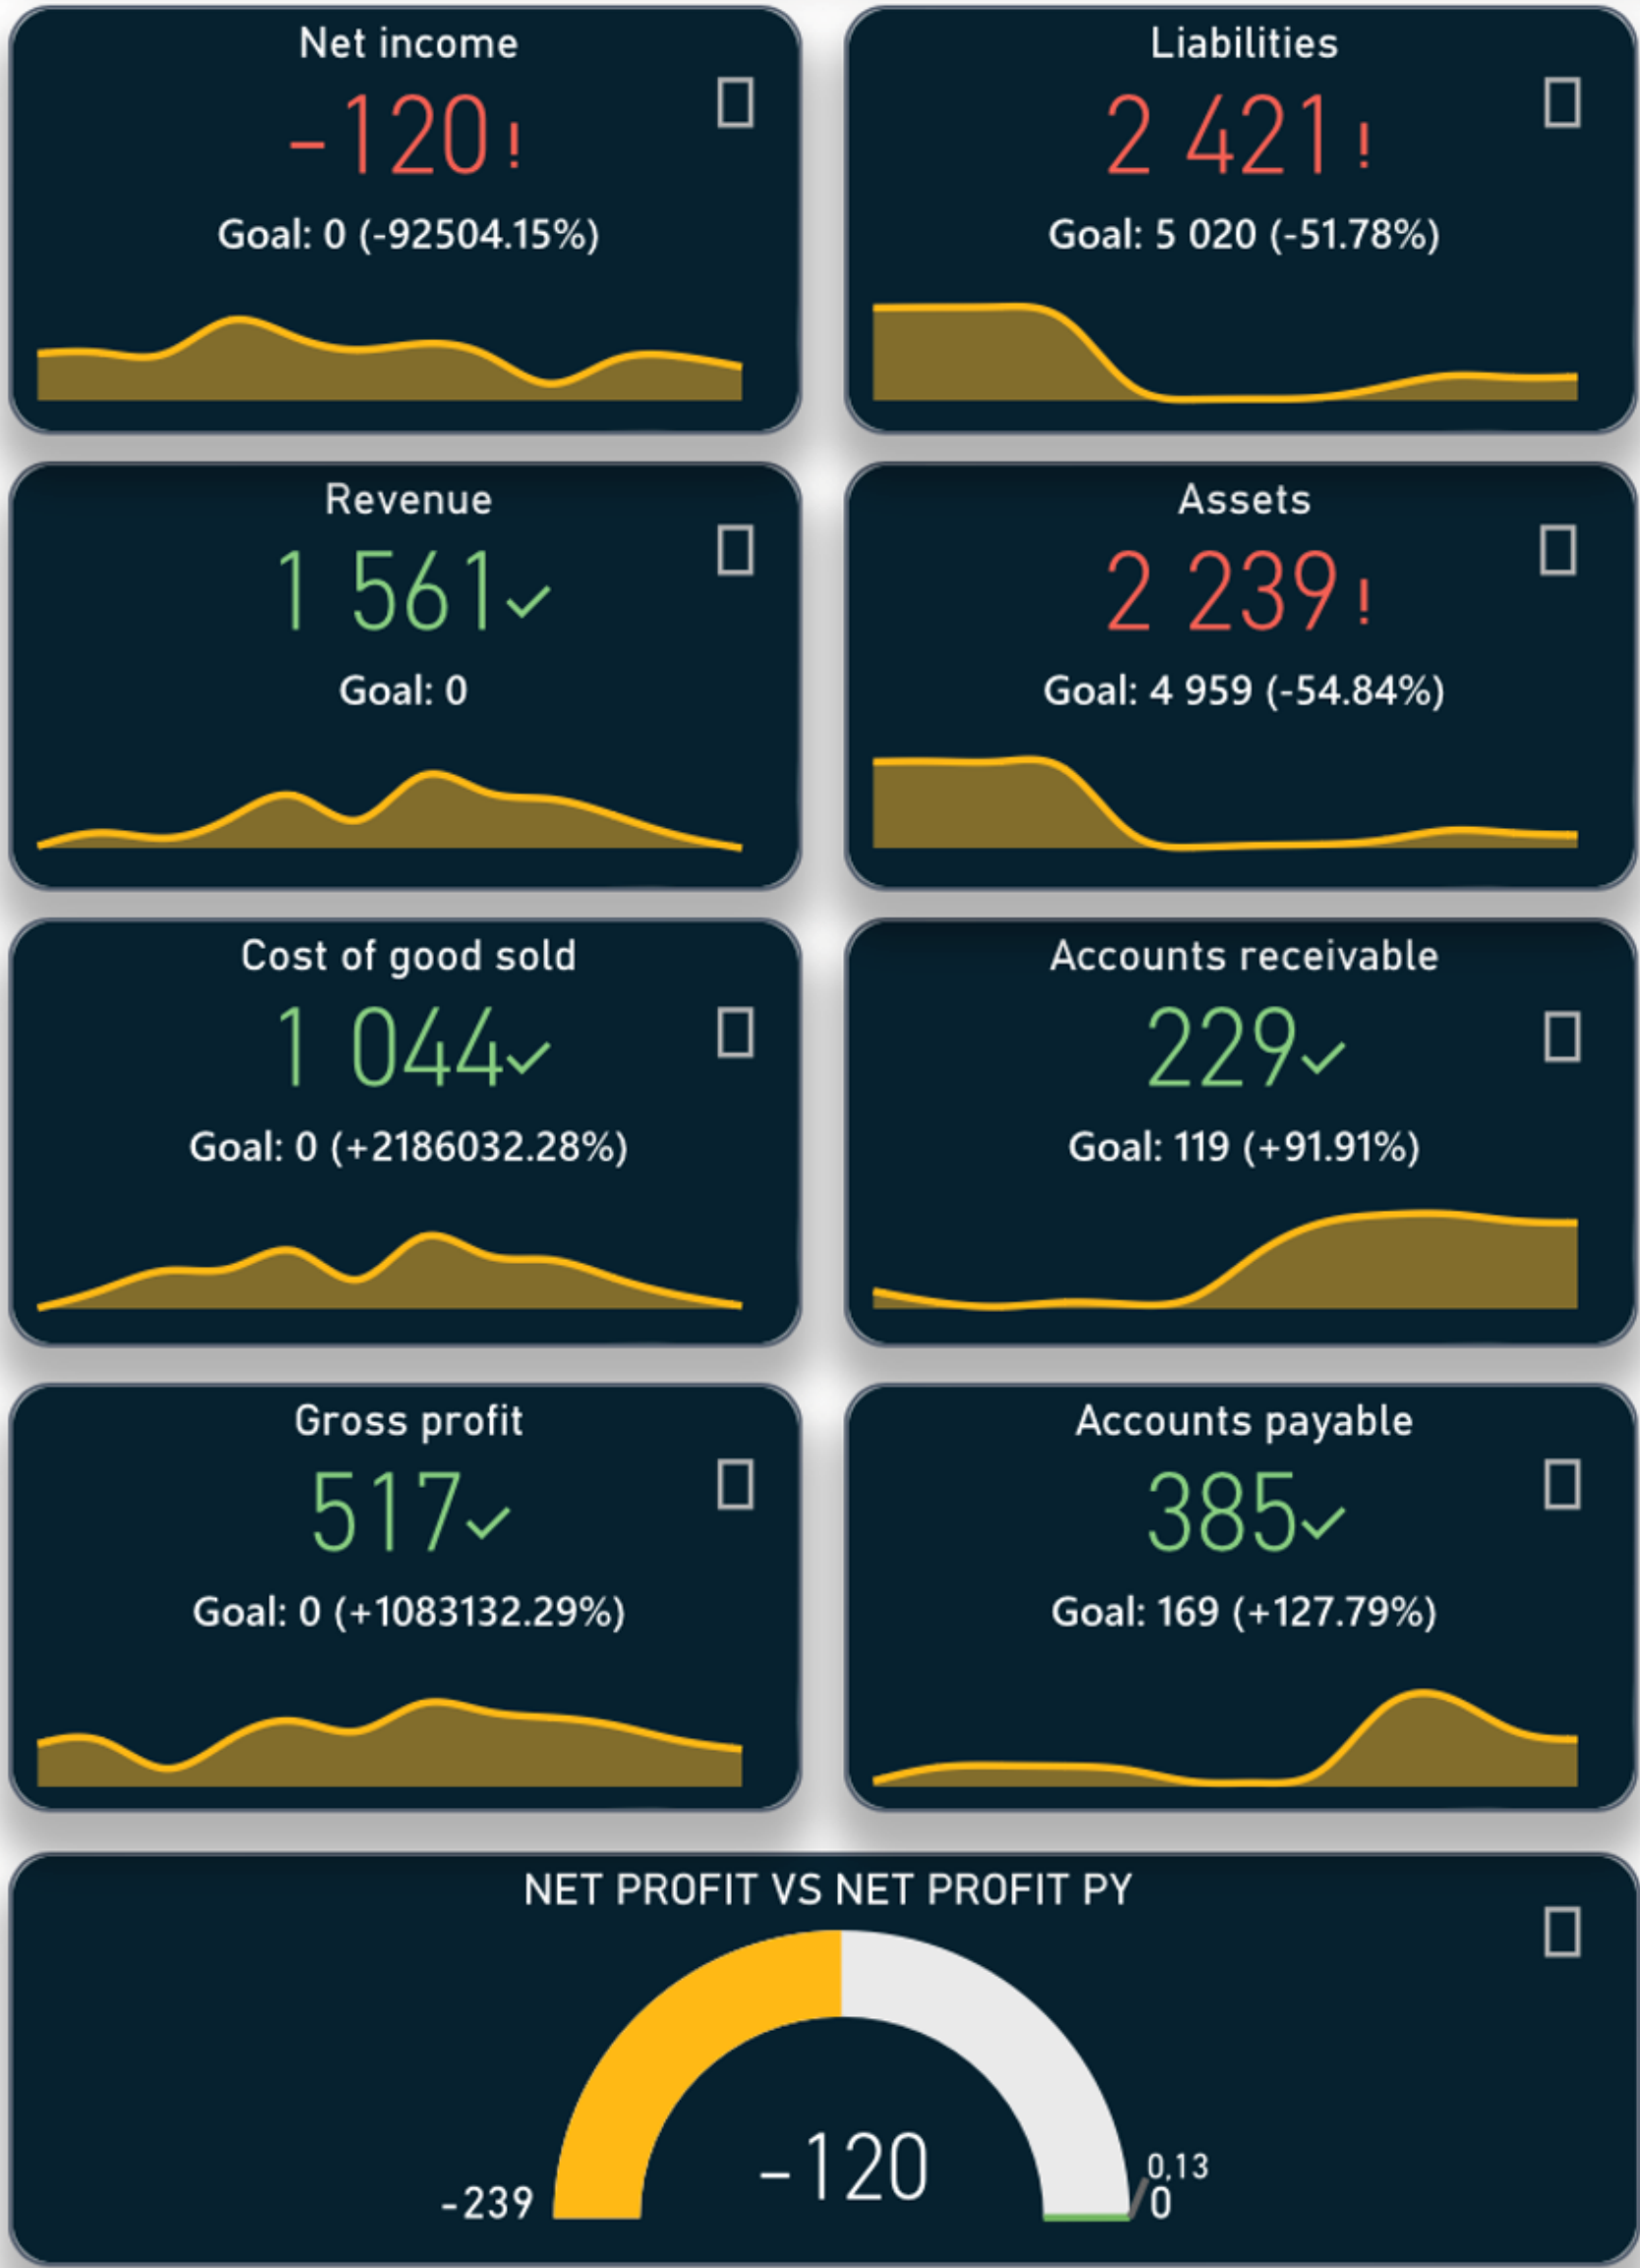 Net income
-120!
Goal: 0 (-92504.15%)
Liabilities
2 421!
Goal: 5 020 (-51.78%)
Revenue
1 561✓
Goal: 0
Assets
2 239!
Goal: 4 959 (-54.84%)
Cost of good sold
1 044✓
Goal: 0 (+2186032.28%)
Accounts receivable
229✓
Goal: 119 (+91.91%)
Gross profit
517✓
Goal: 0 (+1083132.29%)
Accounts payable
385✓
Goal: 169 (+127.79%)
NET PROFIT VS NET PROFIT PY
-120
-239
0,13
0